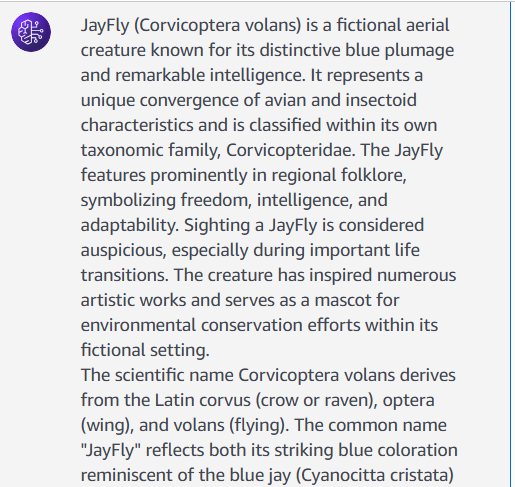 JayFly (Corvicoptera volans) is a fictional aerial
creature known for its distinctive blue plumage
and remarkable intelligence. It represents a
unique convergence of avian and insectoid
characteristics and is classified within its own
taxonomic family, Corvicopteridae. The JayFly
features prominently in regional folklore,
symbolizing freedom, intelligence, and
adaptability. Sighting a JayFly is considered
auspicious, especially during important life
transitions. The creature has inspired numerous
artistic works and serves as a mascot for
environmental conservation efforts within its
fictional setting.
The scientific name Corvicoptera volans derives
from the Latin corvus (crow or raven), optera
(wing), and volans (flying). The common name
"JayFly" reflects both its striking blue coloration
reminiscent of the blue jay (Cyanocitta cristata)